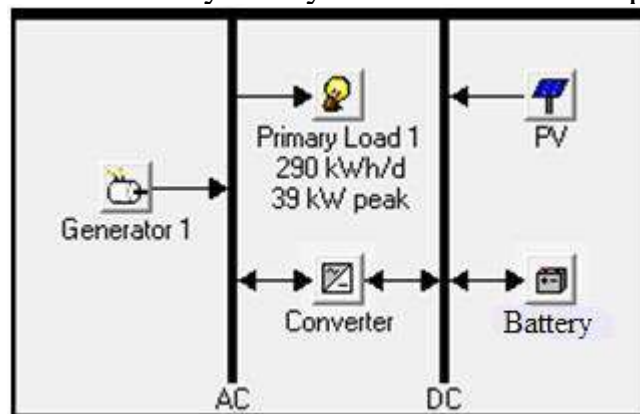 Primary Load 1
290 kWh/d
39 kW peak
PV
Generator 1
Converter
Battery
AC
DC